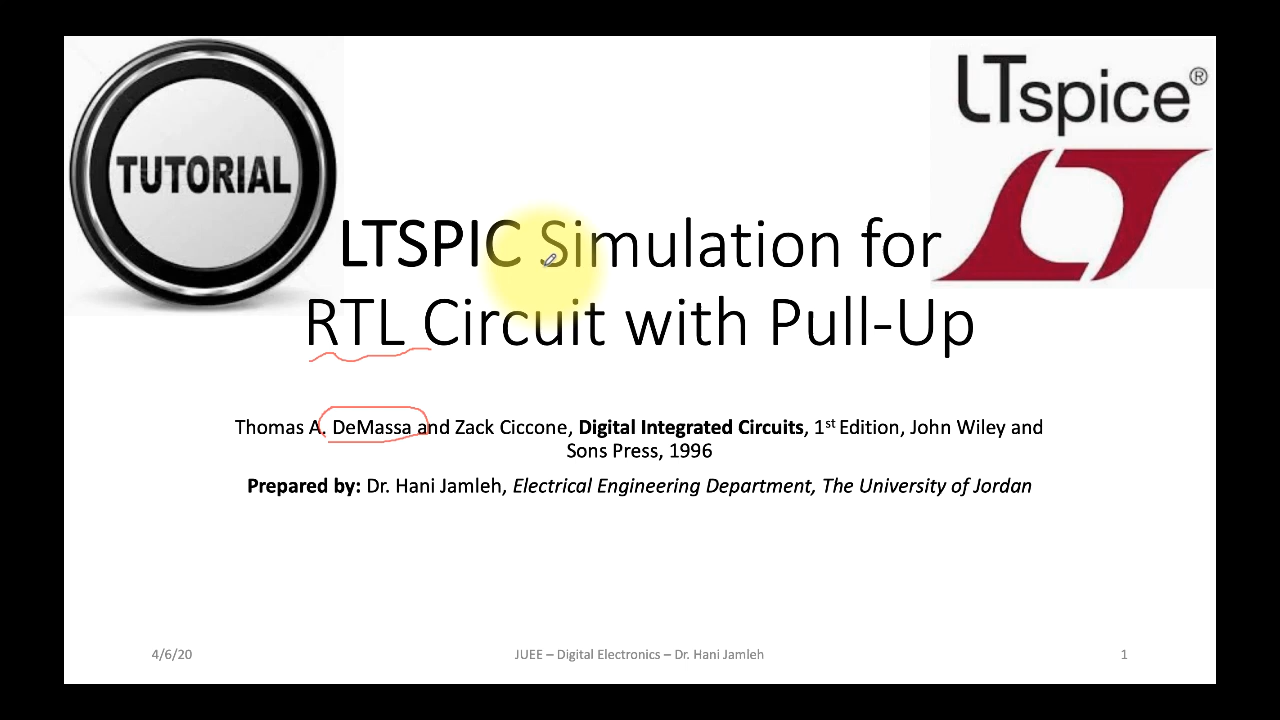 TUTORIAL
LTspice®
LTSPIC Simulation for
RTL Circuit with Pull-Up
Thomas A. DeMassa and Zack Ciccone, Digital Integrated Circuits, 1st Edition, John Wiley and
Sons Press, 1996
Prepared by: Dr. Hani Jamleh, Electrical Engineering Department, The University of Jordan
4/6/20
JUEE – Digital Electronics – Dr. Hani Jamleh
1